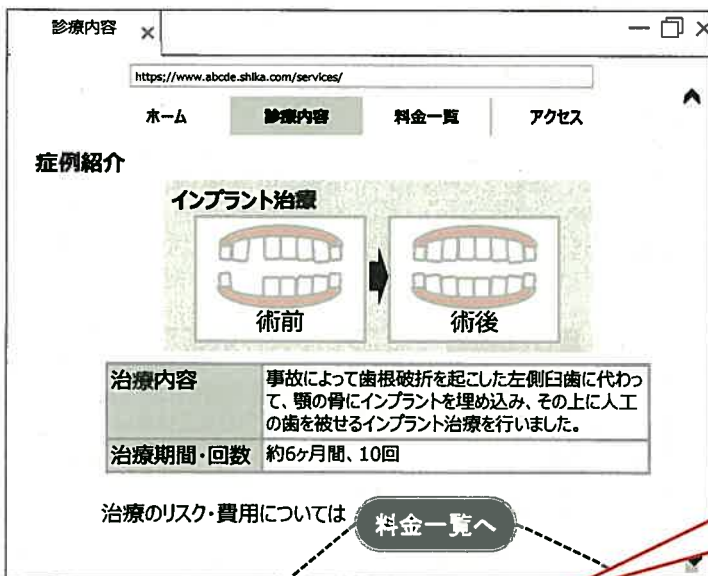 診療内容
https://www.abcde.shika.com/services/
ホーム 診療内容 料金一覧 アクセス
症例紹介
インプラント治療
術前 術後
治療内容 事故によって歯根破折を起こした左側臼歯に代わっ
て、顎の骨にインプラントを埋め込み、その上に人工
の歯を被せるインプラント治療を行いました。
治療期間・回数 約6ヶ月間、10回
治療のリスク・費用については 料金一覧へ